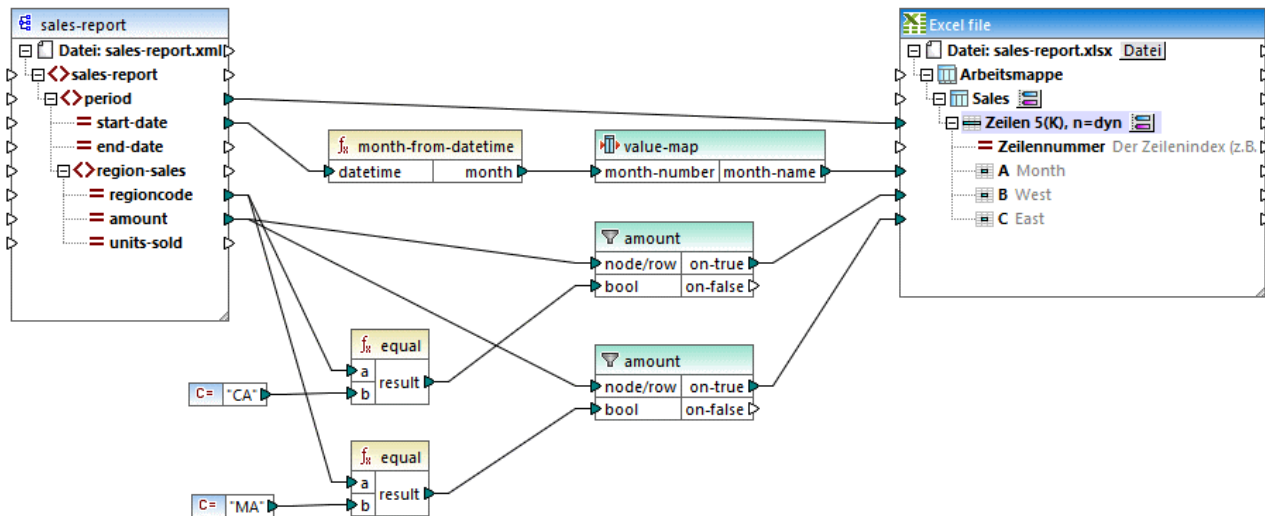 sales-report
Datei: sales-report.xml
sales-report
period
start-date
end-date
region-sales
regioncode
amount
units-sold
month-from-datetime
datetime month
value-map
month-number month-name
amount
node/row on-true
bool on-false
equal
a
result
b
C= "CA"
amount
node/row on-true
bool on-false
equal
a
result
b
C= "MA"
Excel file
Datei: sales-report.xlsx Datei
Arbeitsmappe
Sales
Zeilen 5(K), n=dyn
Zeilennummer Der Zeilenindex (z.B.
A Month
B West
C East